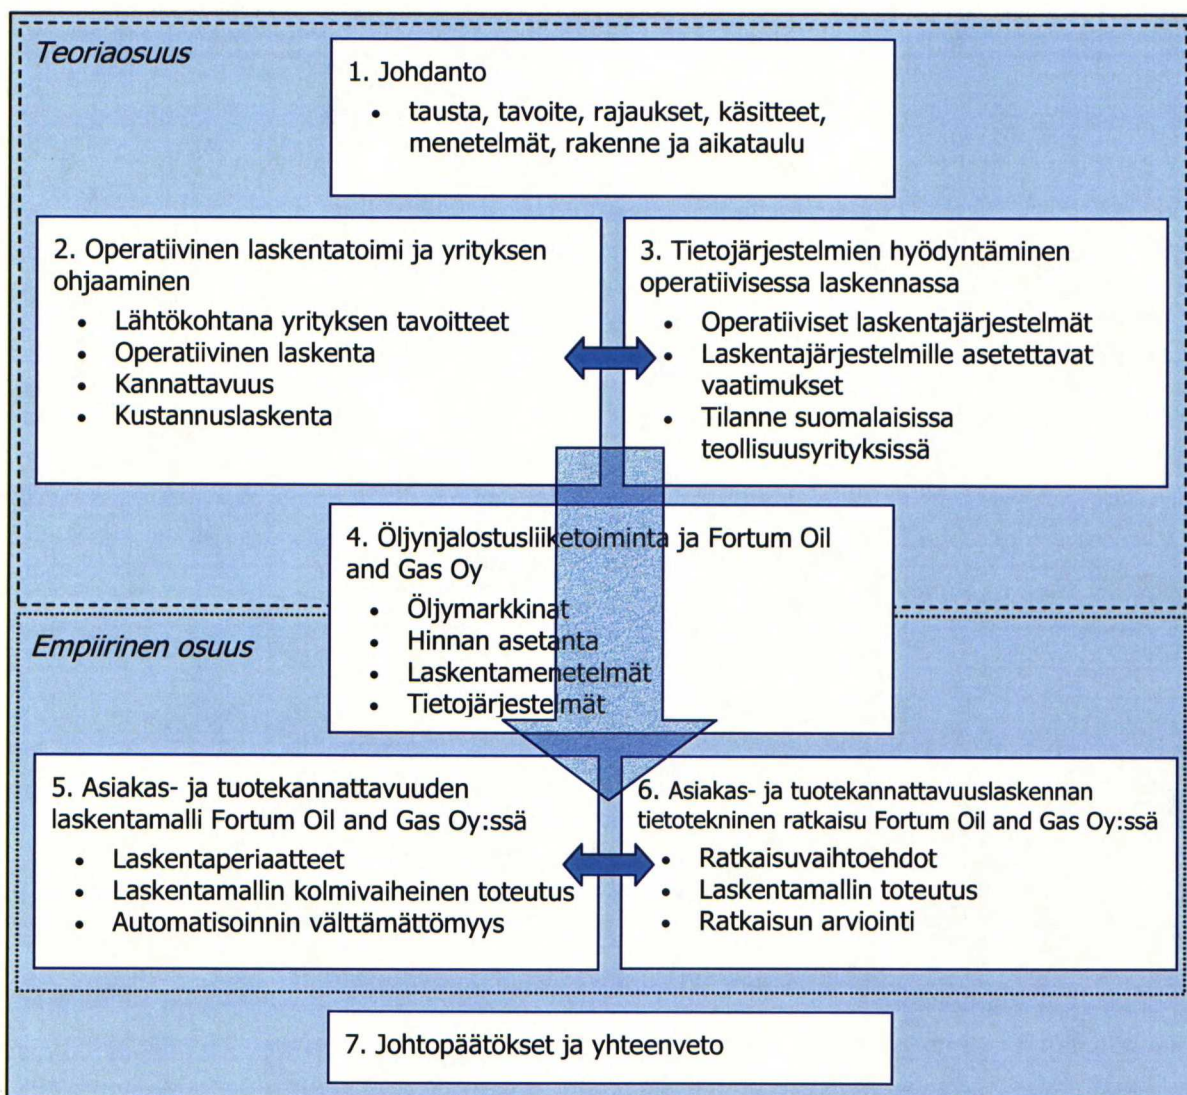 Teoriaosuus
1. Johdanto
• tausta, tavoite, rajaukset, käsitteet,
menetelmät, rakenne ja aikataulu
2. Operatiivinen laskentatoimi ja yrityksen
ohjaaminen
• Lähtökohtana yrityksen tavoitteet
• Operatiivinen laskenta
• Kannattavuus
• Kustannuslaskenta
3. Tietojärjestelmien hyödyntäminen
operatiivisessa laskennassa
• Operatiiviset laskentajärjestelmät
• Laskentajärjestelmille asetettavat
vaatimukset
• Tilanne suomalaisissa
teollisuusyrityksissä
4. Öljynjalostusliiketoiminta ja Fortum Oil
and Gas Oy
• Öljymarkkinat
• Hinnan asetanta
• Laskentamenetelmät
• Tietojärjestelmät
Empiirinen osuus
5. Asiakas- ja tuotekannattavuuden
laskentamalli Fortum Oil and Gas Oy:ssä
• Laskentaperiaatteet
• Laskentamallin kolmivaiheinen toteutus
• Automatisoinnin välttämättömyys
6. Asiakas- ja tuotekannattavuuslaskennan
tietotekninen ratkaisu Fortum Oil and Gas Oy:ssä
• Ratkaisuvaihtoehdot
• Laskentamallin toteutus
• Ratkaisun arviointi
7. Johtopäätökset ja yhteenveto